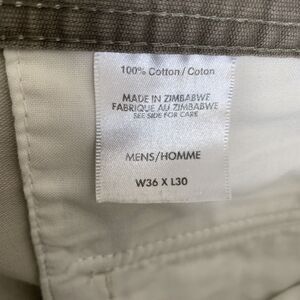 100% Cotton / Coton
MADE IN ZIMBABWE
FABRIQUE AU ZIMBABWE
SEE SIDE FOR CARE
MENS/HOMME
W36 X L30